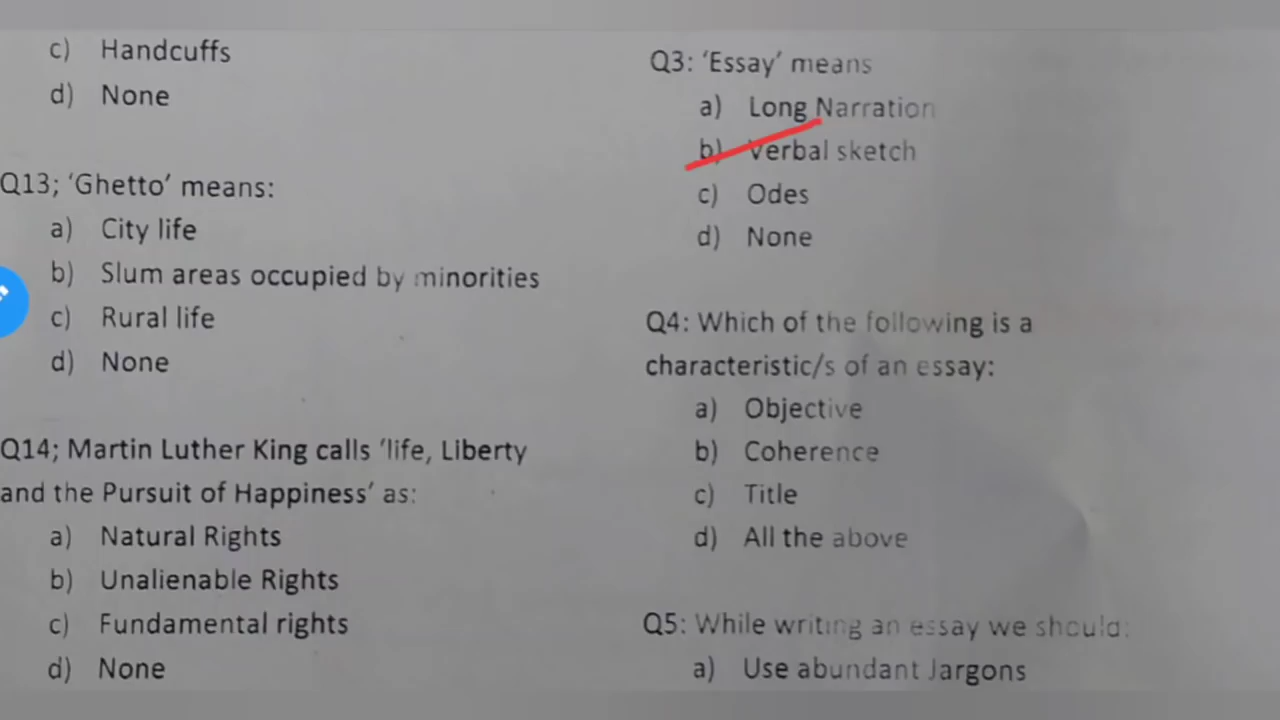 c) Handcuffs
d) None
Q13; ‘Ghetto’ means:
a) City life
b) Slum areas occupied by minorities
c) Rural life
d) None
Q14; Martin Luther King calls ‘life, Liberty
and the Pursuit of Happiness’ as:
a) Natural Rights
b) Unalienable Rights
c) Fundamental rights
d) None
Q3: ‘Essay’ means
a) Long Narration
b) Verbal sketch
c) Odes
d) None
Q4: Which of the following is a
characteristic/s of an essay:
a) Objective
b) Coherence
c) Title
d) All the above
Q5: While writing an essay we should:
a) Use abundant Jargons